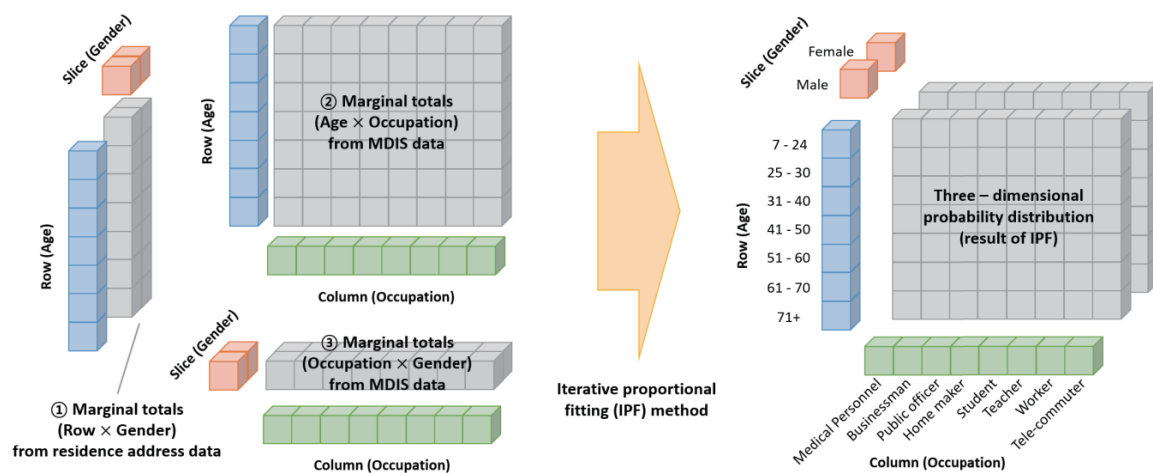 Slice (Gender)
Row (Age)
① Marginal totals
(Row × Gender)
from residence address data
Row (Age)
② Marginal totals
(Age × Occupation)
from MDIS data
Column (Occupation)
Slice (Gender)
③ Marginal totals
(Occupation × Gender)
from MDIS data
Column (Occupation)
Iterative proportional
fitting (IPF) method
Slice (Gender)
Female
Male
Row (Age)
7 - 24
25 - 30
31 - 40
41 - 50
51 - 60
61 - 70
71+
Three – dimensional
probability distribution
(result of IPF)
Medical Personnel
Businessman
Public officer
Home maker
Student
Teacher
Worker
Tele-commuter
Column (Occupation)